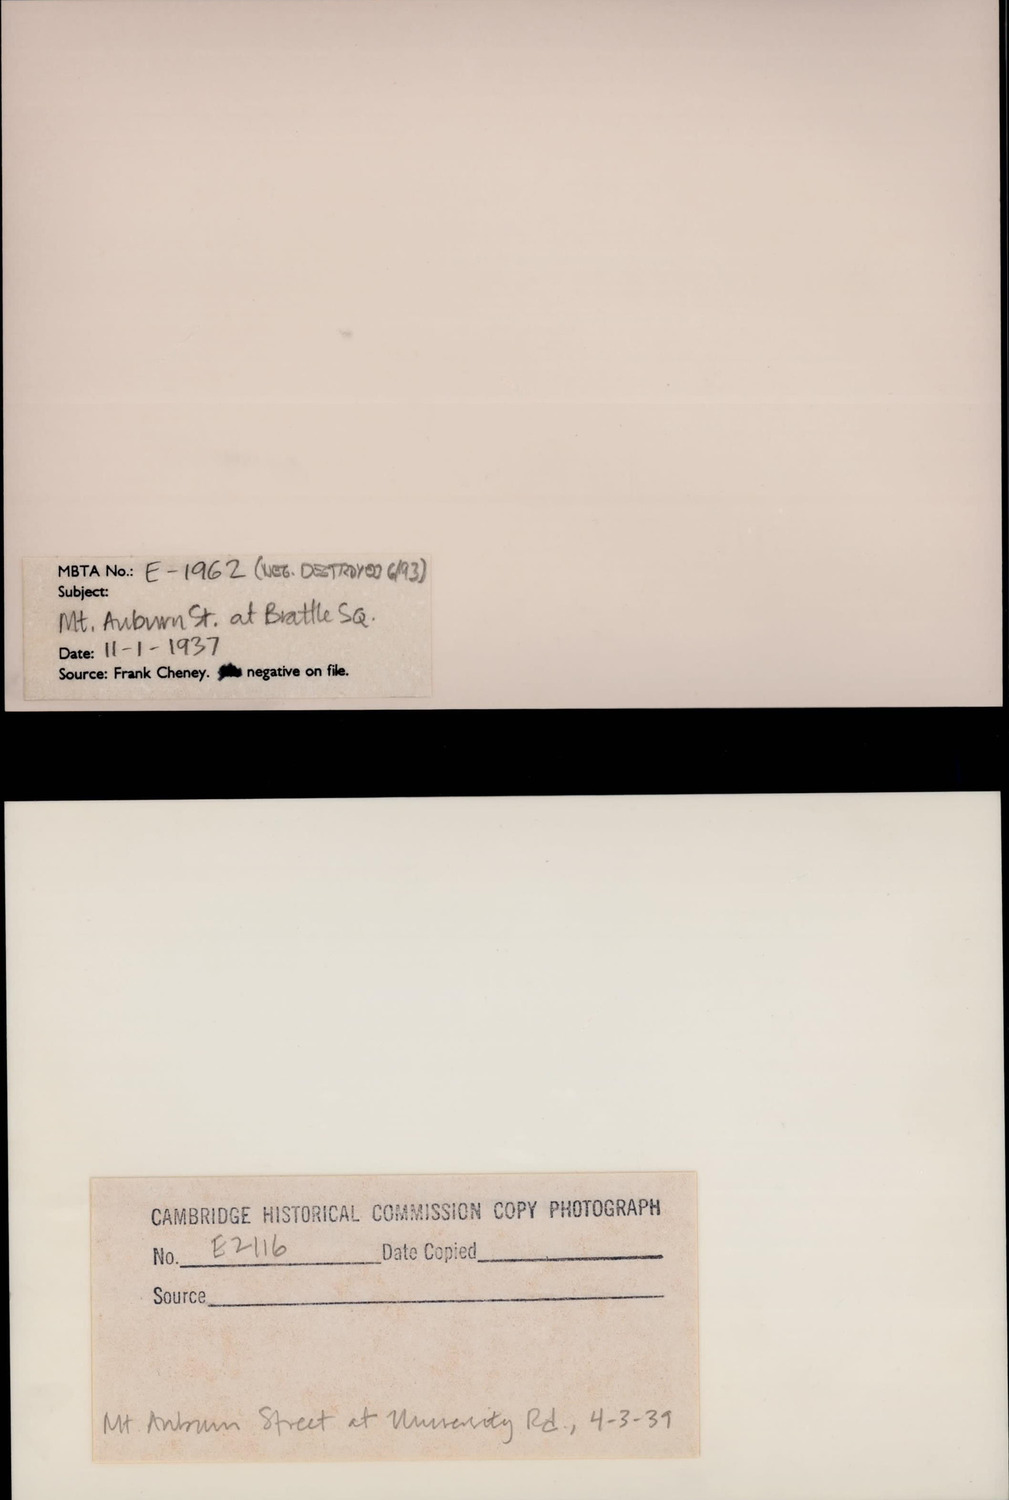 MBTA No.: E-1962 (NEG. DESTROYED 6/93)
Subject:
Mt. Auburn St. at Brattle SQ.
Date: 11-1-1937
Source: Frank Cheney. negative on file.
CAMBRIDGE HISTORICAL COMMISSION COPY PHOTOGRAPH
No. E2116 Date Copied
Source
Mt Auburn Street at University Rd., 4-3-39